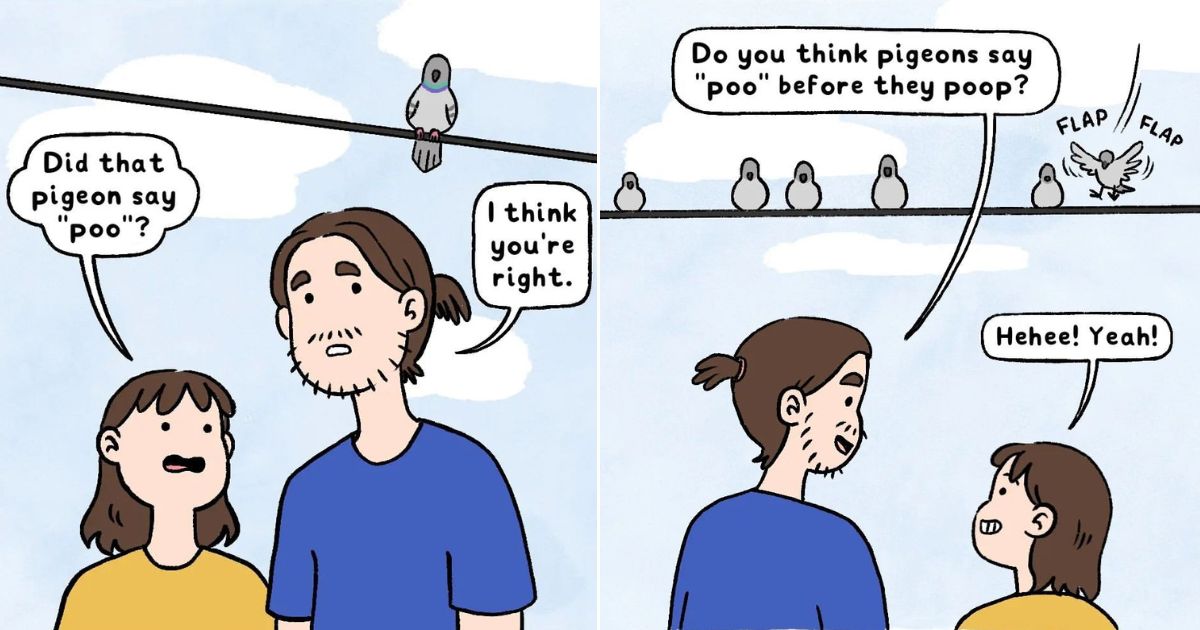 Did that
pigeon say
"poo"?
I think
you're
right.
Do you think pigeons say
"poo" before they poop?
FLAP
FLAP
Hehee! Yeah!